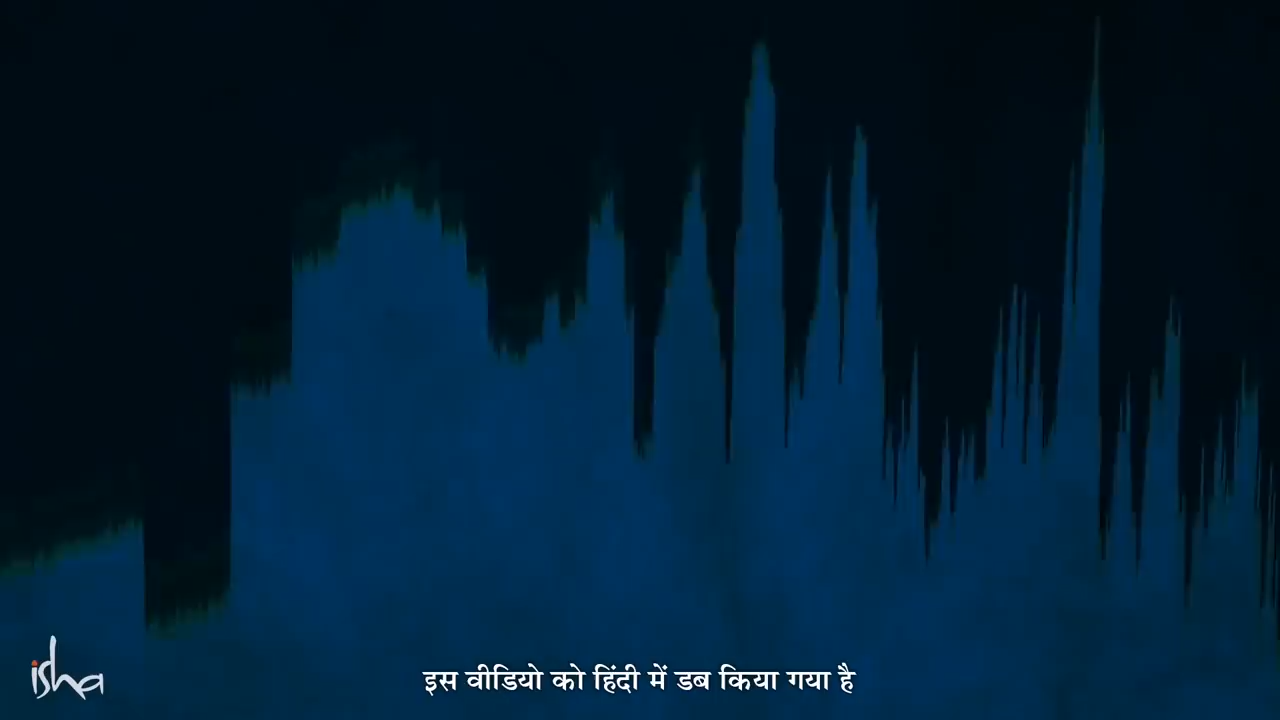 isha
इस वीडियो को हिंदी में डब किया गया है